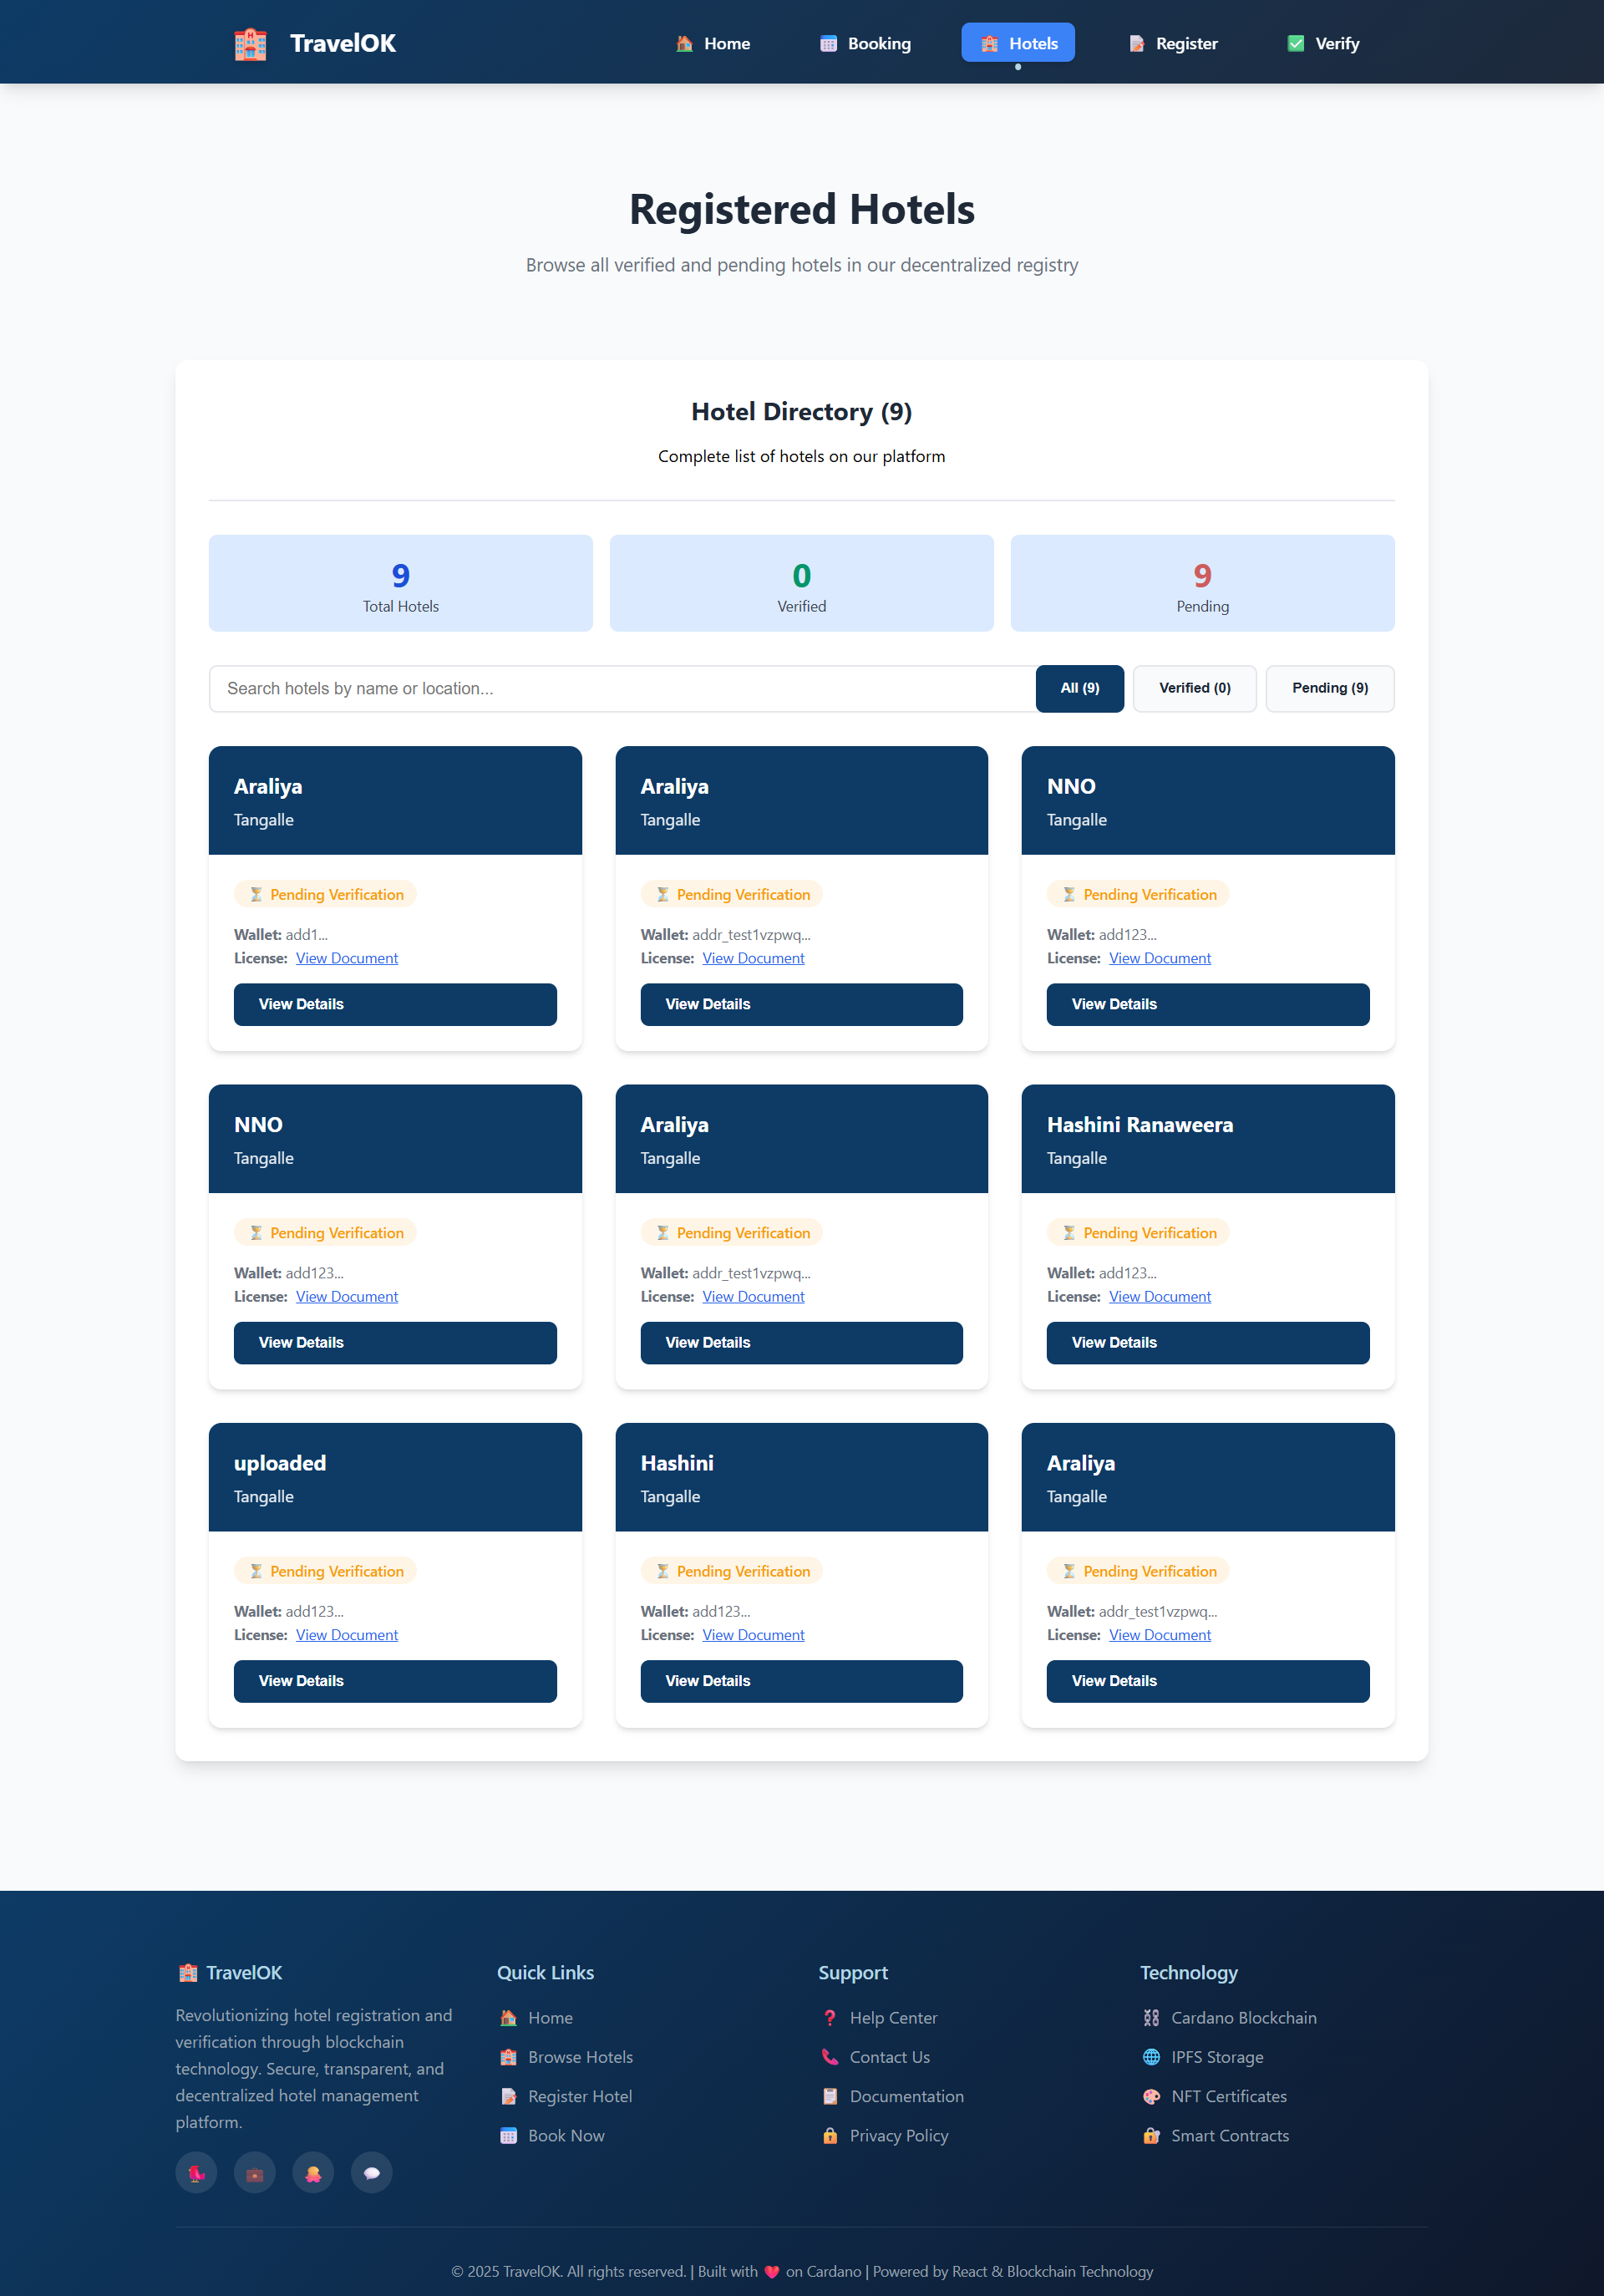 TravelOK
Home
Booking
Hotels
Register
Verify
Registered Hotels
Browse all verified and pending hotels in our decentralized registry
Hotel Directory (9)
Complete list of hotels on our platform
9
Total Hotels
0
Verified
9
Pending
Search hotels by name or location...
All (9)
Verified (0)
Pending (9)
Araliya
Tangalle
Pending Verification
Wallet: add1...
License: View Document
View Details
Araliya
Tangalle
Pending Verification
Wallet: addr_test1vzpwq...
License: View Document
View Details
NNO
Tangalle
Pending Verification
Wallet: add123...
License: View Document
View Details
NNO
Tangalle
Pending Verification
Wallet: add123...
License: View Document
View Details
Araliya
Tangalle
Pending Verification
Wallet: addr_test1vzpwq...
License: View Document
View Details
Hashini Ranaweera
Tangalle
Pending Verification
Wallet: add123...
License: View Document
View Details
uploaded
Tangalle
Pending Verification
Wallet: add123...
License: View Document
View Details
Hashini
Tangalle
Pending Verification
Wallet: add123...
License: View Document
View Details
Araliya
Tangalle
Pending Verification
Wallet: addr_test1vzpwq...
License: View Document
View Details
TravelOK
Revolutionizing hotel registration and
verification through blockchain
technology. Secure, transparent, and
decentralized hotel management
platform.
Quick Links
Home
Browse Hotels
Register Hotel
Book Now
Support
Help Center
Contact Us
Documentation
Privacy Policy
Technology
Cardano Blockchain
IPFS Storage
NFT Certificates
Smart Contracts
© 2025 TravelOK. All rights reserved. | Built with ❤️ on Cardano | Powered by React & Blockchain Technology